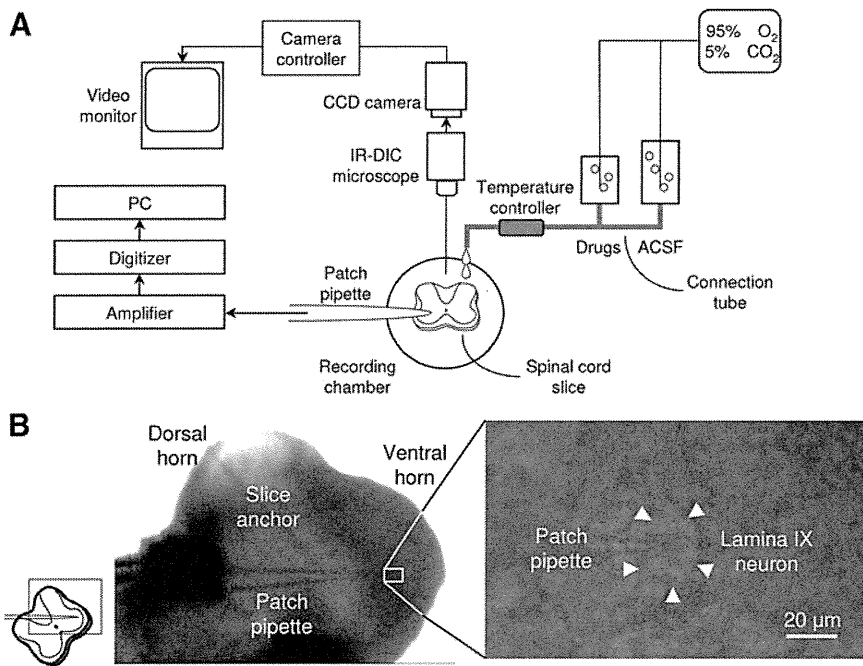 A
Camera
controller
Video
monitor
CCD camera
IR-DIC
microscope
95% O₂
5% CO₂
Temperature
controller
PC
Digitizer
Amplifier
Patch
pipette
Drugs
ACSF
Connection
tube
Recording
chamber
Spinal cord
slice
B
Dorsal
horn
Ventral
horn
Slice
anchor
Patch
pipette
Patch
pipette
Lamina IX
neuron
20 µm